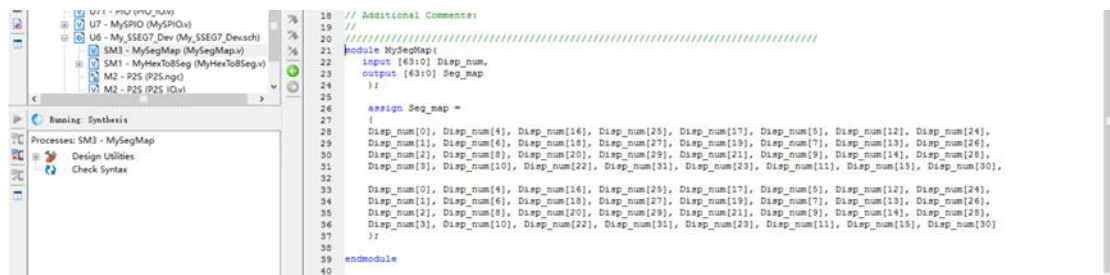 U7 - MySPIO (MySPIO.v)
U6 - My_SSEG7_Dev (My_SSEG7_Dev.sch)
SM3 - MySegMap (MySegMap.v)
SM1 - MyHexTo8Seg (MyHexTo8Seg.v)
M2 - P2S (P2S.ngc)
M2 - P2S (P2S_IO.v)
Running: Synthesis
Processes: SM3 - MySegMap
Design Utilities
Check Syntax
18 // Additional Comments:
19 //
20 //////////////////////////////////////////////////////////////////////////////////
21 module MySegMap(
22 input [63:0] Disp_num,
23 output [63:0] Seg_map
24 );
25
26 assign Seg_map =
27 {
28 Disp_num[0], Disp_num[4], Disp_num[16], Disp_num[25], Disp_num[17], Disp_num[5], Disp_num[12], Disp_num[24],
29 Disp_num[1], Disp_num[6], Disp_num[18], Disp_num[27], Disp_num[19], Disp_num[7], Disp_num[13], Disp_num[26],
30 Disp_num[2], Disp_num[8], Disp_num[20], Disp_num[29], Disp_num[21], Disp_num[9], Disp_num[14], Disp_num[28],
31 Disp_num[3], Disp_num[10], Disp_num[22], Disp_num[31], Disp_num[23], Disp_num[11], Disp_num[15], Disp_num[30],
32
33 Disp_num[0], Disp_num[4], Disp_num[16], Disp_num[25], Disp_num[17], Disp_num[5], Disp_num[12], Disp_num[24],
34 Disp_num[1], Disp_num[6], Disp_num[18], Disp_num[27], Disp_num[19], Disp_num[7], Disp_num[13], Disp_num[26],
35 Disp_num[2], Disp_num[8], Disp_num[20], Disp_num[29], Disp_num[21], Disp_num[9], Disp_num[14], Disp_num[28],
36 Disp_num[3], Disp_num[10], Disp_num[22], Disp_num[31], Disp_num[23], Disp_num[11], Disp_num[15], Disp_num[30]
37 };
38
39 endmodule
40